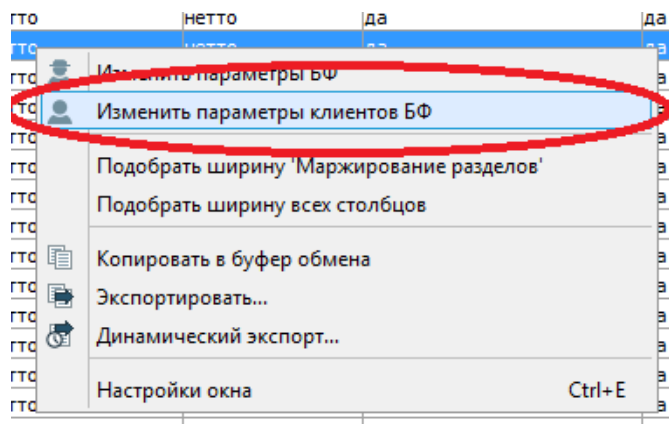 нетто да да
Изменить параметры БФ
Изменить параметры клиентов БФ
Подобрать ширину 'Маржирование разделов'
Подобрать ширину всех столбцов
Копировать в буфер обмена
Экспортировать...
Динамический экспорт...
Настройки окна Ctrl+E